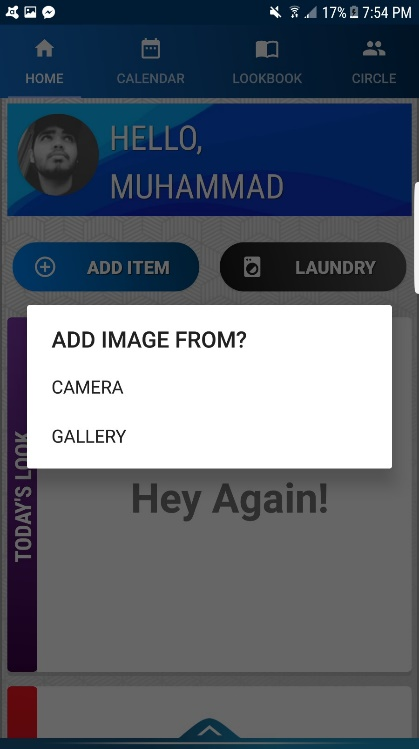 17% 7:54 PM
HOME CALENDAR LOOKBOOK CIRCLE
HELLO,
MUHAMMAD
ADD ITEM LAUNDRY
ADD IMAGE FROM?
CAMERA
GALLERY
TODAY'S LOOK
Hey Again!